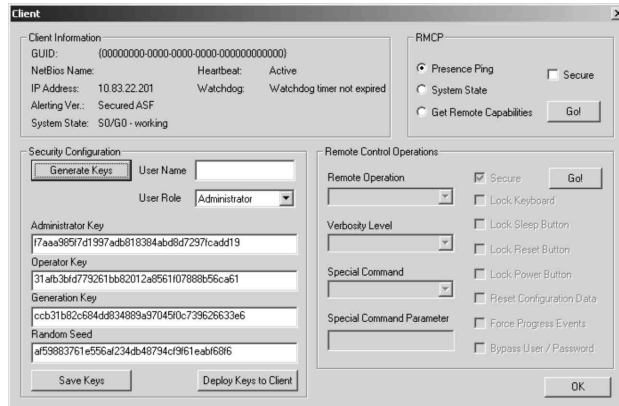 Client
Client Information
GUID: {00000000-0000-0000-0000-000000000000}
NetBios Name: Heartbeat: Active
IP Address: 10.83.22.201 Watchdog: Watchdog timer not expired
Alerting Ver.: Secured ASF
System State: S0/G0 - working
RMCP
Presence Ping
Secure
System State
Get Remote Capabilities Go!
Security Configuration
Generate Keys User Name
User Role Administrator
Administrator Key
f7aaa985f7d1997adb818384abd8d7297fcadd19
Operator Key
31afb3bfd779261bb82012a8561f07888b56ca61
Generation Key
ccb31b82c684dd834889a97045f0c739626633e6
Random Seed
af59883761e556af234db48794cf9f61eabf68f6
Save Keys Deploy Keys to Client
Remote Control Operations
Remote Operation Secure Go!
Lock Keyboard
Verbosity Level Lock Sleep Button
Lock Reset Button
Special Command Lock Power Button
Reset Configuration Data
Special Command Parameter Force Progress Events
Bypass User / Password
OK